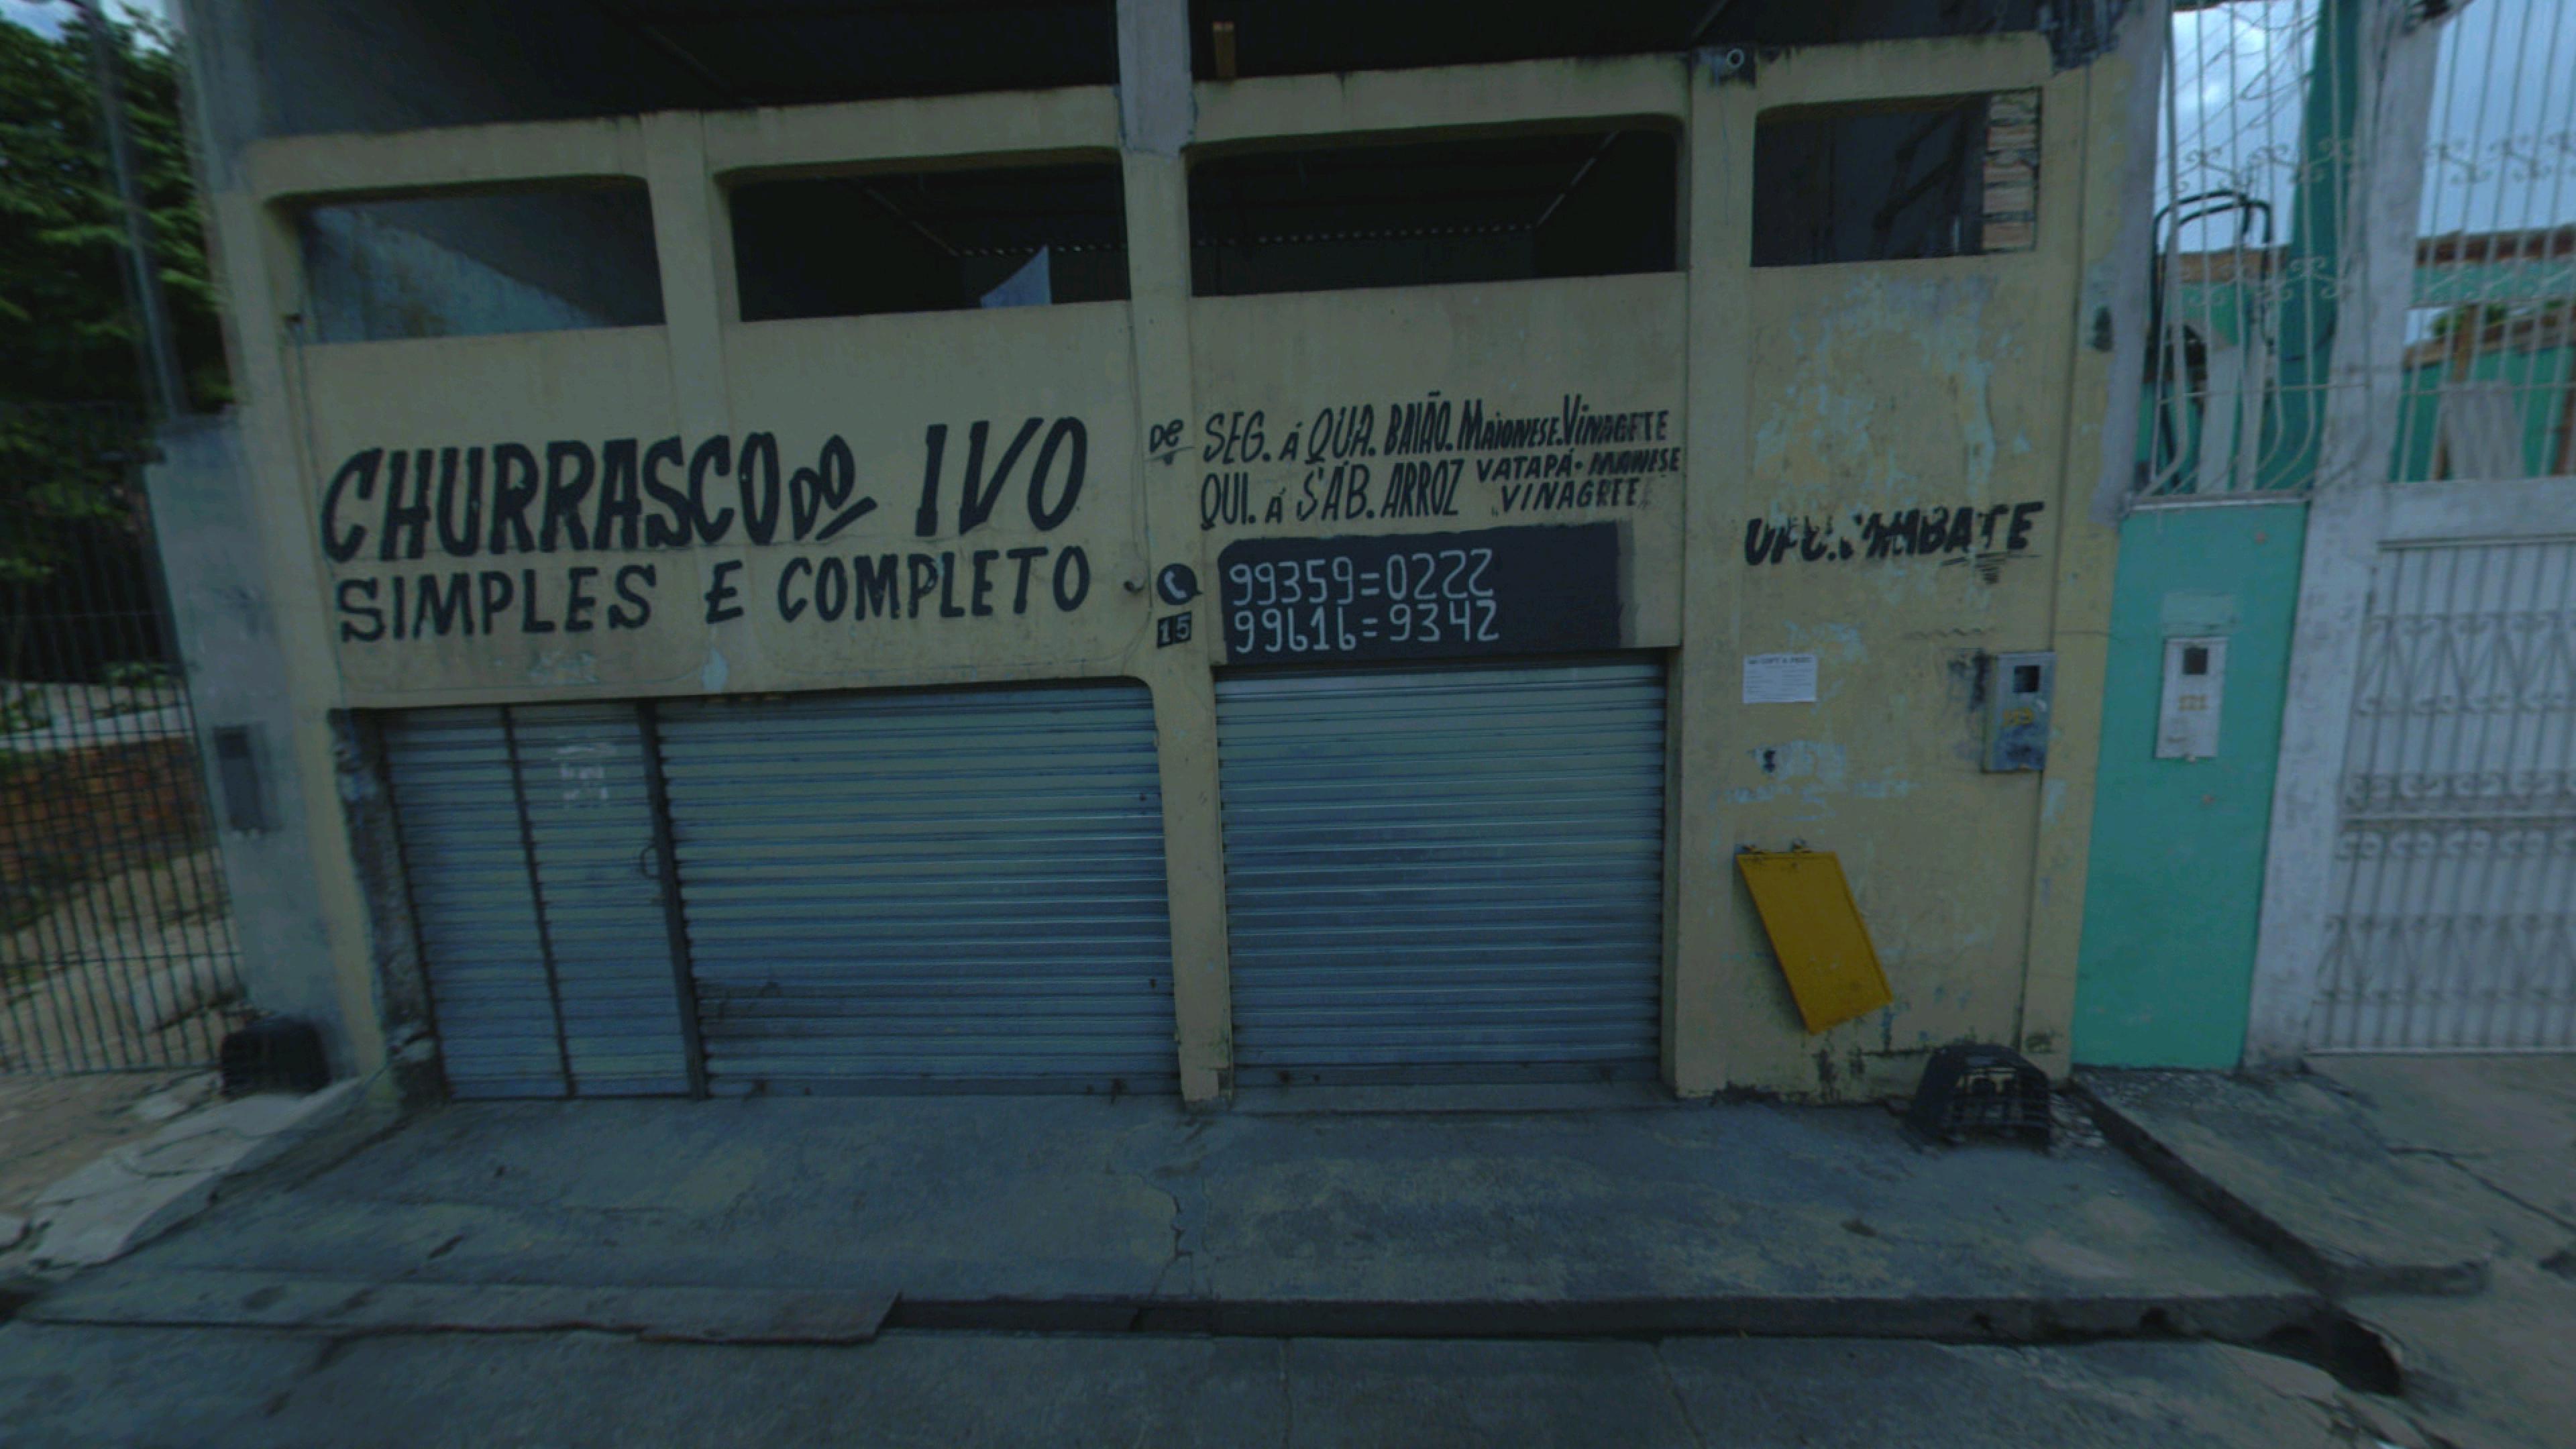 CHURRASCO DO IVO
SIMPLES E COMPLETO
DE SEG. Á QUA. BAIÃO. MAIONESE. VINAGRETE
QUI. Á SÁB. ARROZ VATAPÁ. MAIONESE
VINAGRETE
99359=0222
99616=9342
15
121